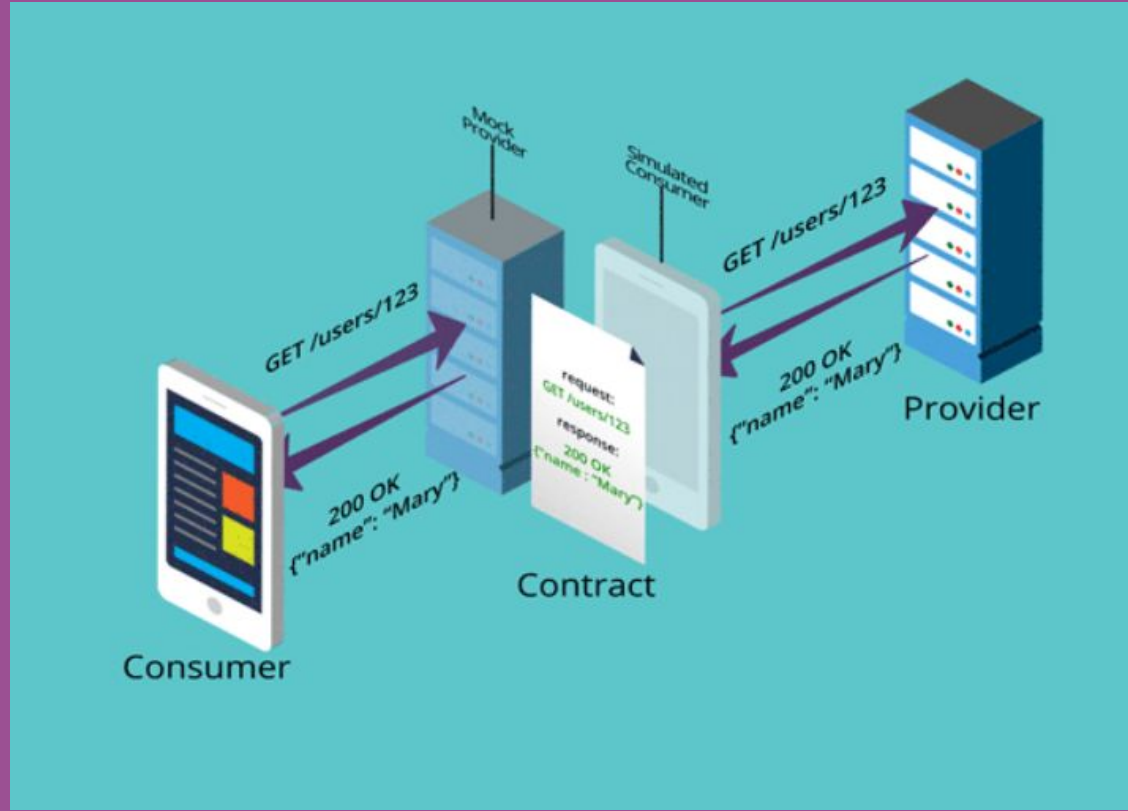 Mock
Provider
Simulated
Consumer
GET /users/123
GET /users/123
200 OK
{"name": “Mary”}
Provider
request:
GET /users/123
response:
200 OK
{"name : “Mary”}
200 OK
{"name": “Mary”}
Contract
Consumer